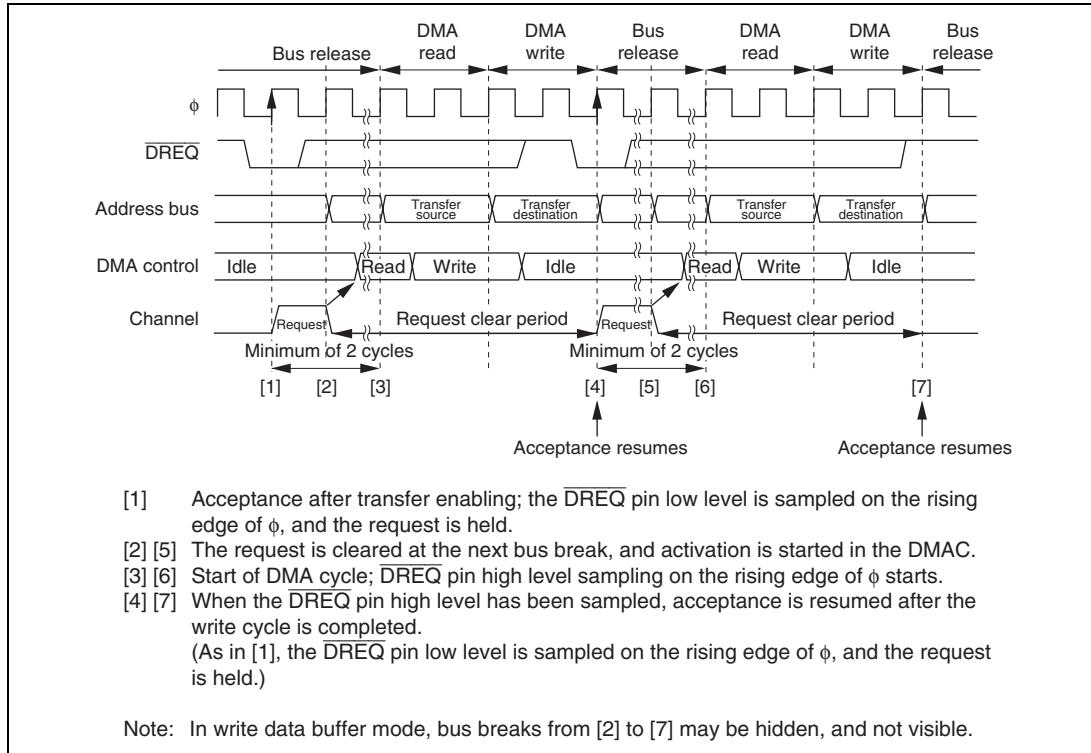 DMA DMA Bus DMA DMA Bus
Bus release read write release read write release
ϕ
DREQ
Address bus Transfer source Transfer destination Transfer source Transfer destination
DMA control Idle Read Write Idle Read Write Idle
Channel Request Request clear period Request Request clear period
Minimum of 2 cycles Minimum of 2 cycles
[1] [2] [3] [4] [5] [6] [7]
Acceptance resumes Acceptance resumes
[1] Acceptance after transfer enabling; the DREQ pin low level is sampled on the rising
edge of ϕ, and the request is held.
[2] [5] The request is cleared at the next bus break, and activation is started in the DMAC.
[3] [6] Start of DMA cycle; DREQ pin high level sampling on the rising edge of ϕ starts.
[4] [7] When the DREQ pin high level has been sampled, acceptance is resumed after the
write cycle is completed.
(As in [1], the DREQ pin low level is sampled on the rising edge of ϕ, and the request
is held.)
Note: In write data buffer mode, bus breaks from [2] to [7] may be hidden, and not visible.